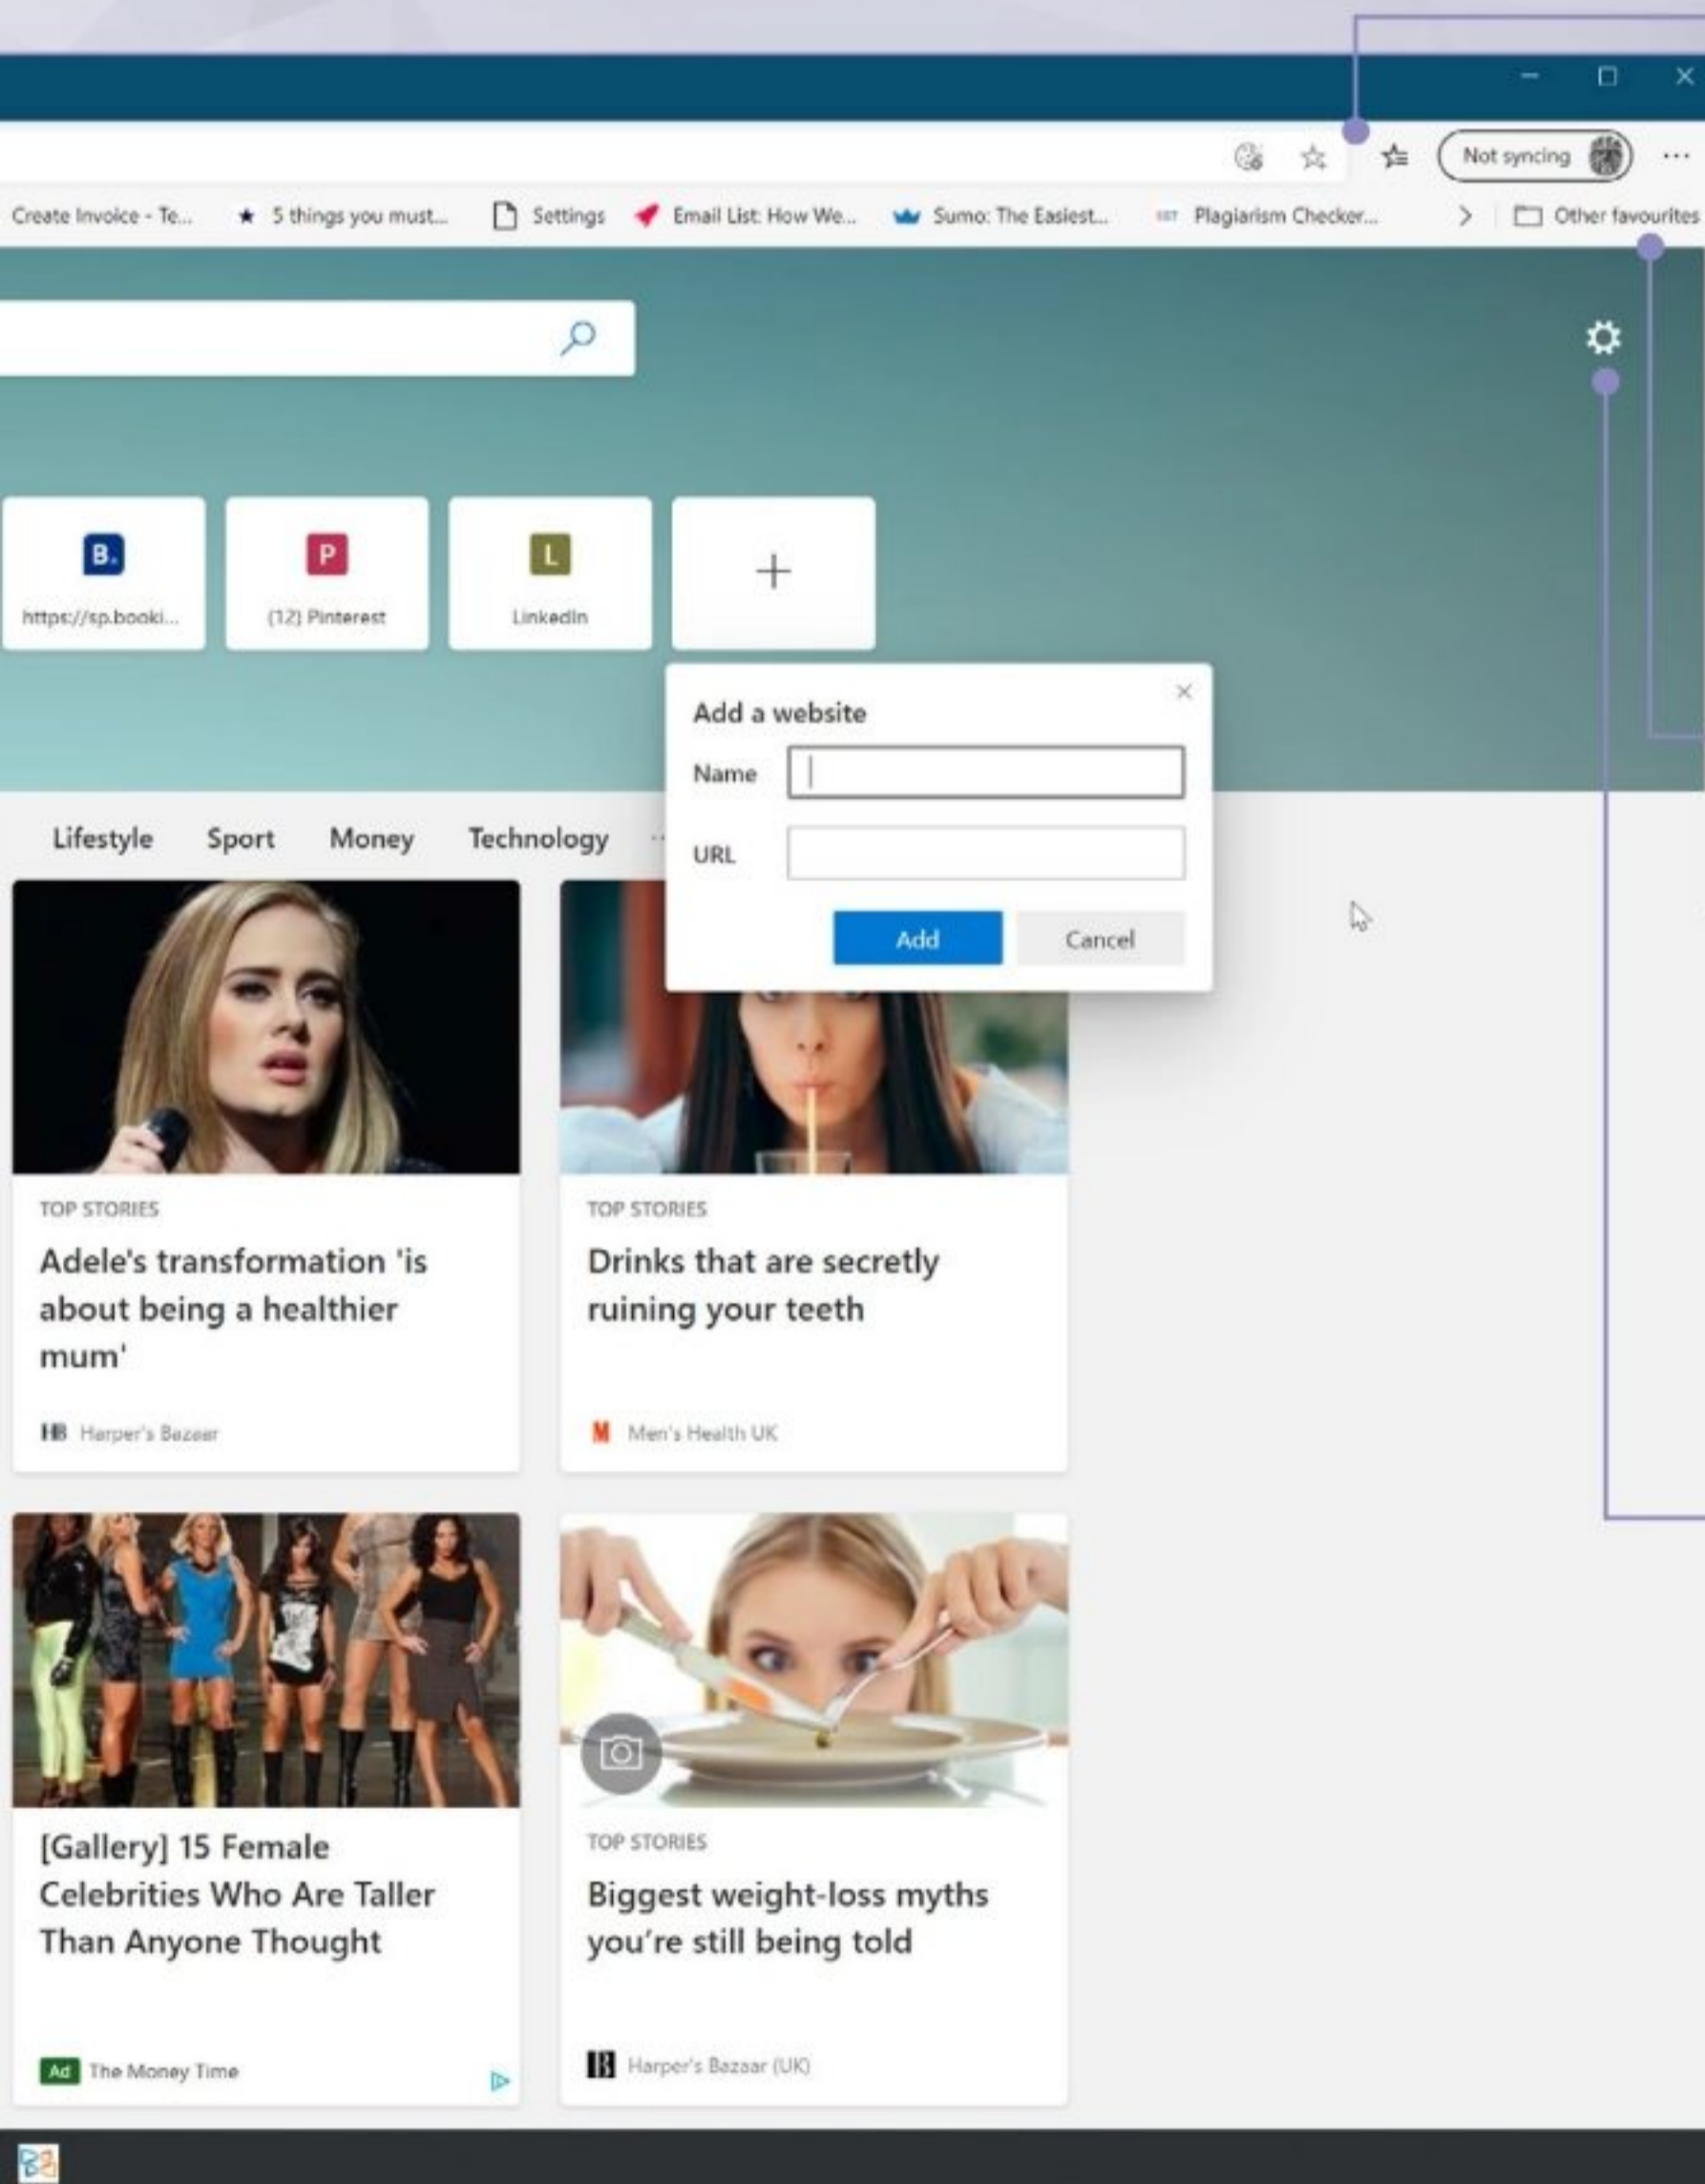 Not syncing
Create Invoice - Te... 5 things you must... Settings Email List: How We... Sumo: The Easiest... Plagiarism Checker... Other favourites
B. P L
https://sp.booki... (12) Pinterest LinkedIn
Add a website
Name
URL
Add Cancel
Lifestyle Sport Money Technology
TOP STORIES
Adele's transformation 'is
about being a healthier
mum'
HB Harper's Bazaar
TOP STORIES
Drinks that are secretly
ruining your teeth
M Men's Health UK
[Gallery] 15 Female
Celebrities Who Are Taller
Than Anyone Thought
Ad The Money Time
TOP STORIES
Biggest weight-loss myths
you're still being told
Harper's Bazaar (UK)